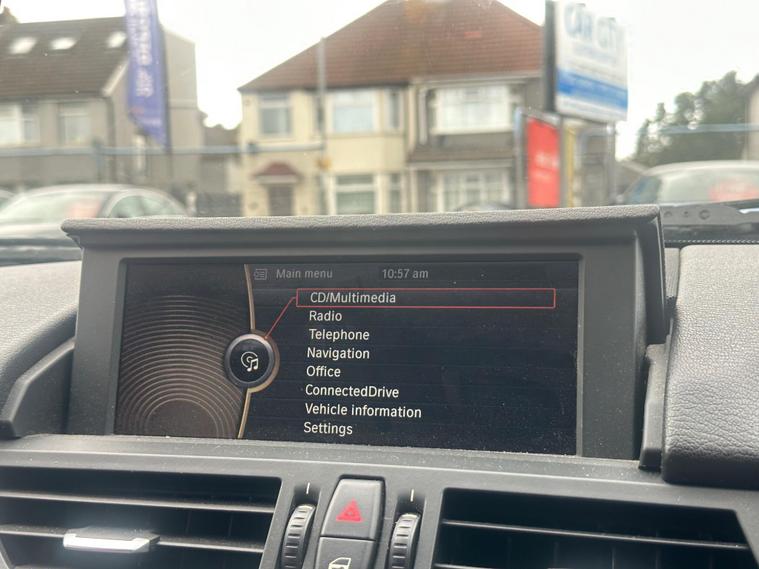 CAR CITY
Main menu 10:57 am
CD/Multimedia
Radio
Telephone
Navigation
Office
ConnectedDrive
Vehicle information
Settings